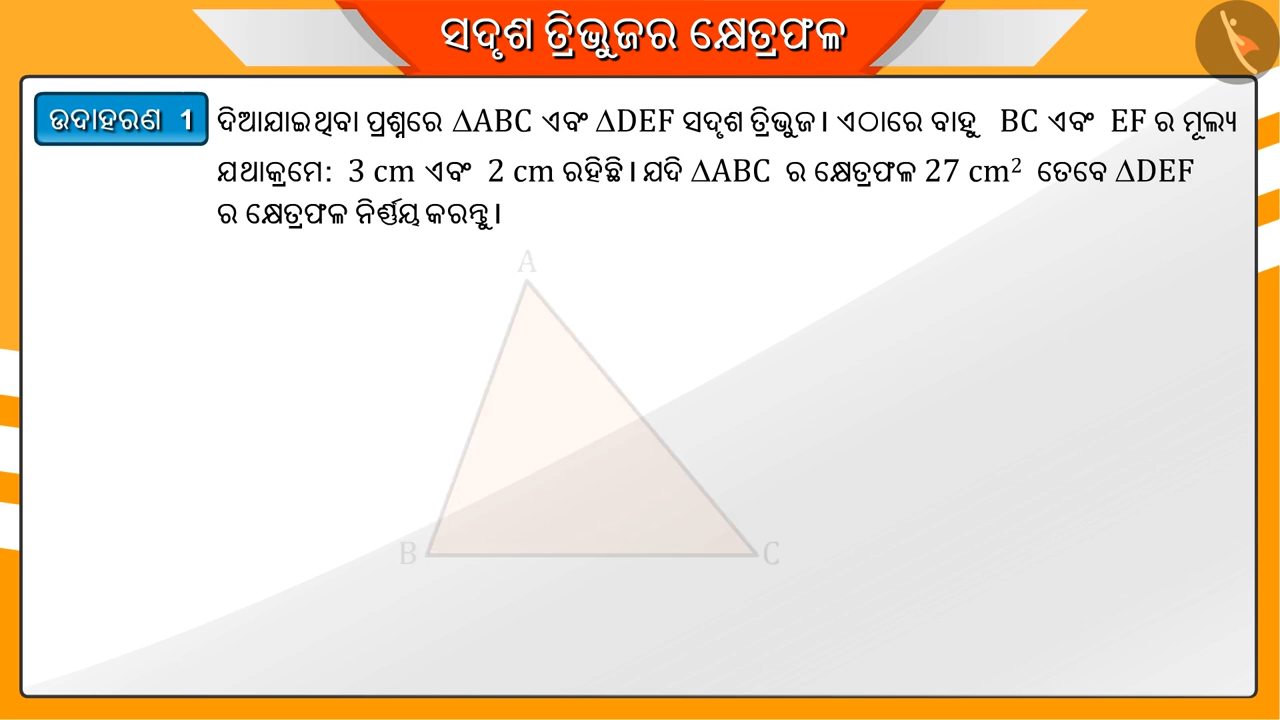 ସଦୃଶ ତ୍ରିଭୁଜର କ୍ଷେତ୍ରଫଳ
ଉଦାହରଣ 1
ଦିଆଯାଇଥିବା ପ୍ରଶ୍ନରେ ΔABC ଏବଂ ΔDEF ସଦୃଶ ତ୍ରିଭୁଜ। ଏଠାରେ ବାହୁ BC ଏବଂ EF ର ମୂଲ୍ୟ
ଯଥାକ୍ରମେ: 3 cm ଏବଂ 2 cm ରହିଛି। ଯଦି ΔABC ର କ୍ଷେତ୍ରଫଳ 27 cm² ତେବେ ΔDEF
ର କ୍ଷେତ୍ରଫଳ ନିର୍ଣ୍ଣୟ କରନ୍ତୁ।
A
B
C